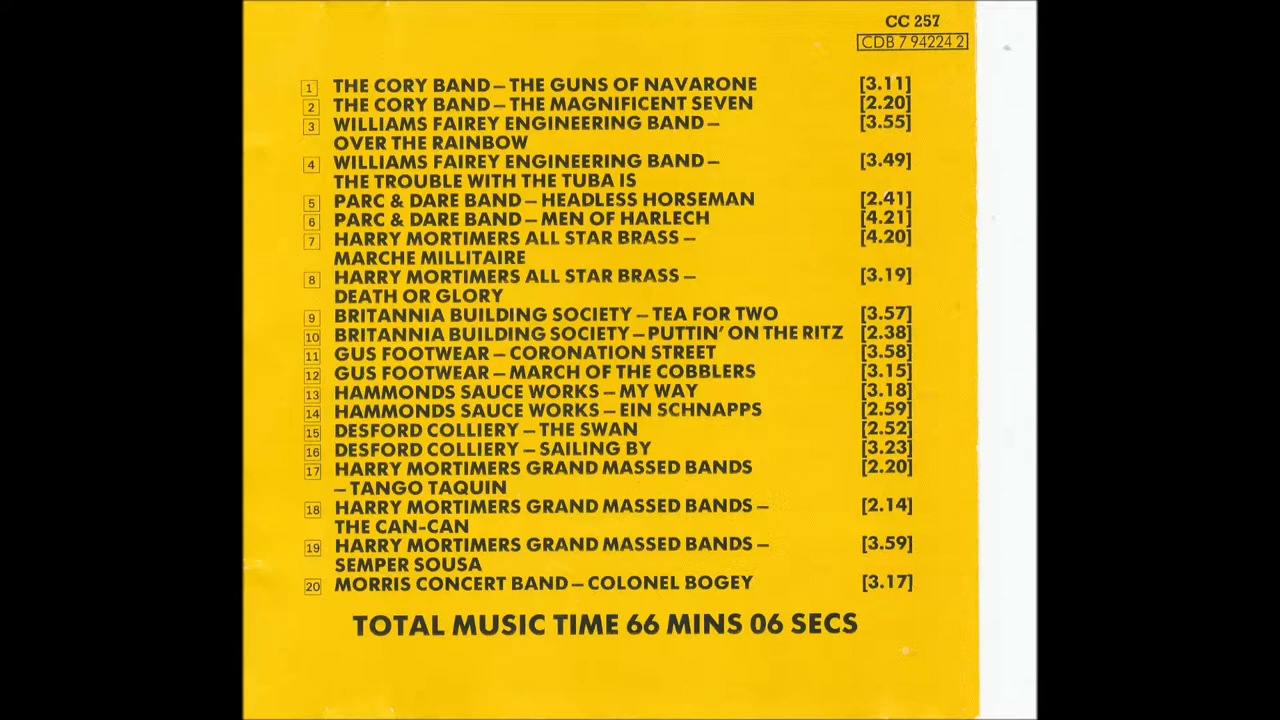 CC 257
CDB 7 94224 2
1 THE CORY BAND – THE GUNS OF NAVARONE [3.11]
2 THE CORY BAND – THE MAGNIFICENT SEVEN [2.20]
3 WILLIAMS FAIREY ENGINEERING BAND – [3.55]
OVER THE RAINBOW
4 WILLIAMS FAIREY ENGINEERING BAND – [3.49]
THE TROUBLE WITH THE TUBA IS
5 PARC & DARE BAND – HEADLESS HORSEMAN [2.41]
6 PARC & DARE BAND – MEN OF HARLECH [4.21]
7 HARRY MORTIMERS ALL STAR BRASS – [4.20]
MARCHE MILLITAIRE
8 HARRY MORTIMERS ALL STAR BRASS – [3.19]
DEATH OR GLORY
9 BRITANNIA BUILDING SOCIETY – TEA FOR TWO [3.57]
10 BRITANNIA BUILDING SOCIETY – PUTTIN' ON THE RITZ [2.38]
11 GUS FOOTWEAR – CORONATION STREET [3.58]
12 GUS FOOTWEAR – MARCH OF THE COBBLERS [3.15]
13 HAMMONDS SAUCE WORKS – MY WAY [3.18]
14 HAMMONDS SAUCE WORKS – EIN SCHNAPPS [2.59]
15 DESFORD COLLIERY – THE SWAN [2.52]
16 DESFORD COLLIERY – SAILING BY [3.23]
17 HARRY MORTIMERS GRAND MASSED BANDS [2.20]
– TANGO TAQUIN
18 HARRY MORTIMERS GRAND MASSED BANDS – [2.14]
THE CAN-CAN
19 HARRY MORTIMERS GRAND MASSED BANDS – [3.59]
SEMPER SOUSA
20 MORRIS CONCERT BAND – COLONEL BOGEY [3.17]
TOTAL MUSIC TIME 66 MINS 06 SECS